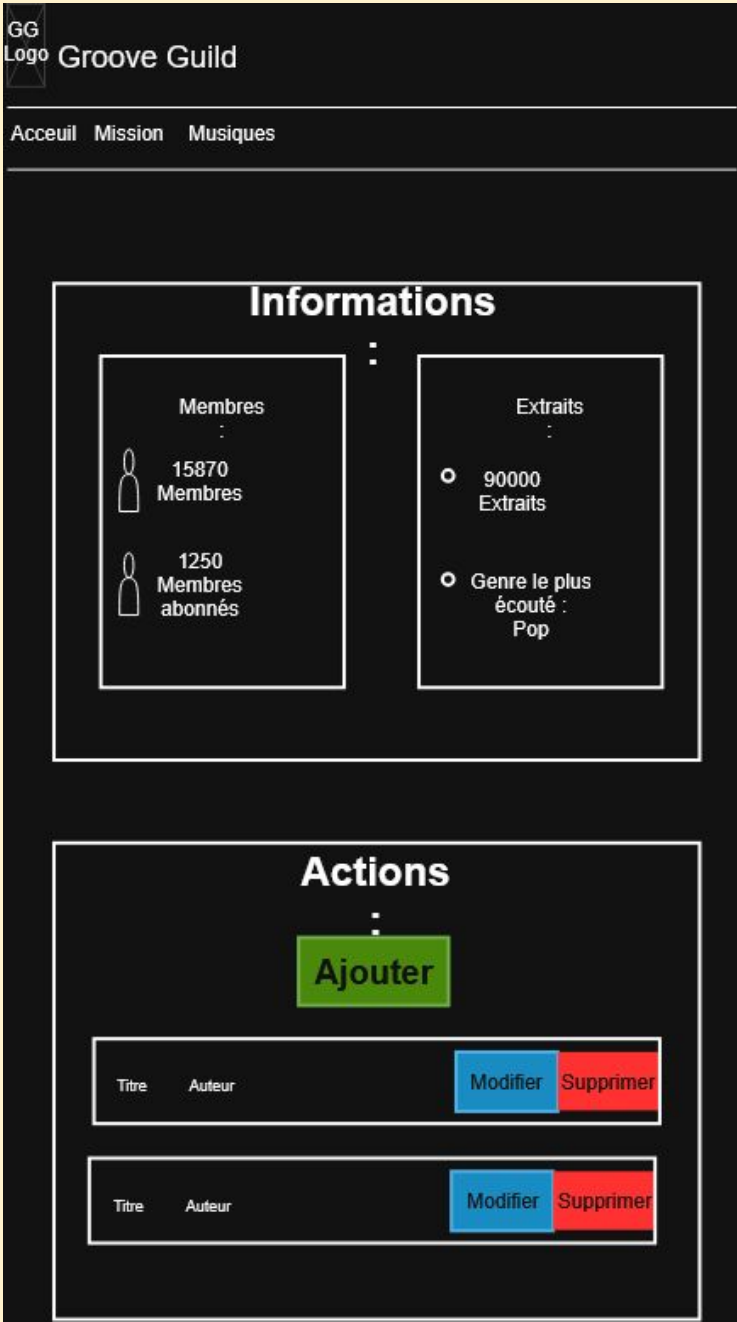 GG
Logo Groove Guild
Acceuil Mission Musiques
Informations
:
Membres
:
15870
Membres
1250
Membres
abonnés
Extraits
:
90000
Extraits
Genre le plus
écouté :
Pop
Actions
:
Ajouter
Titre Auteur Modifier Supprimer
Titre Auteur Modifier Supprimer